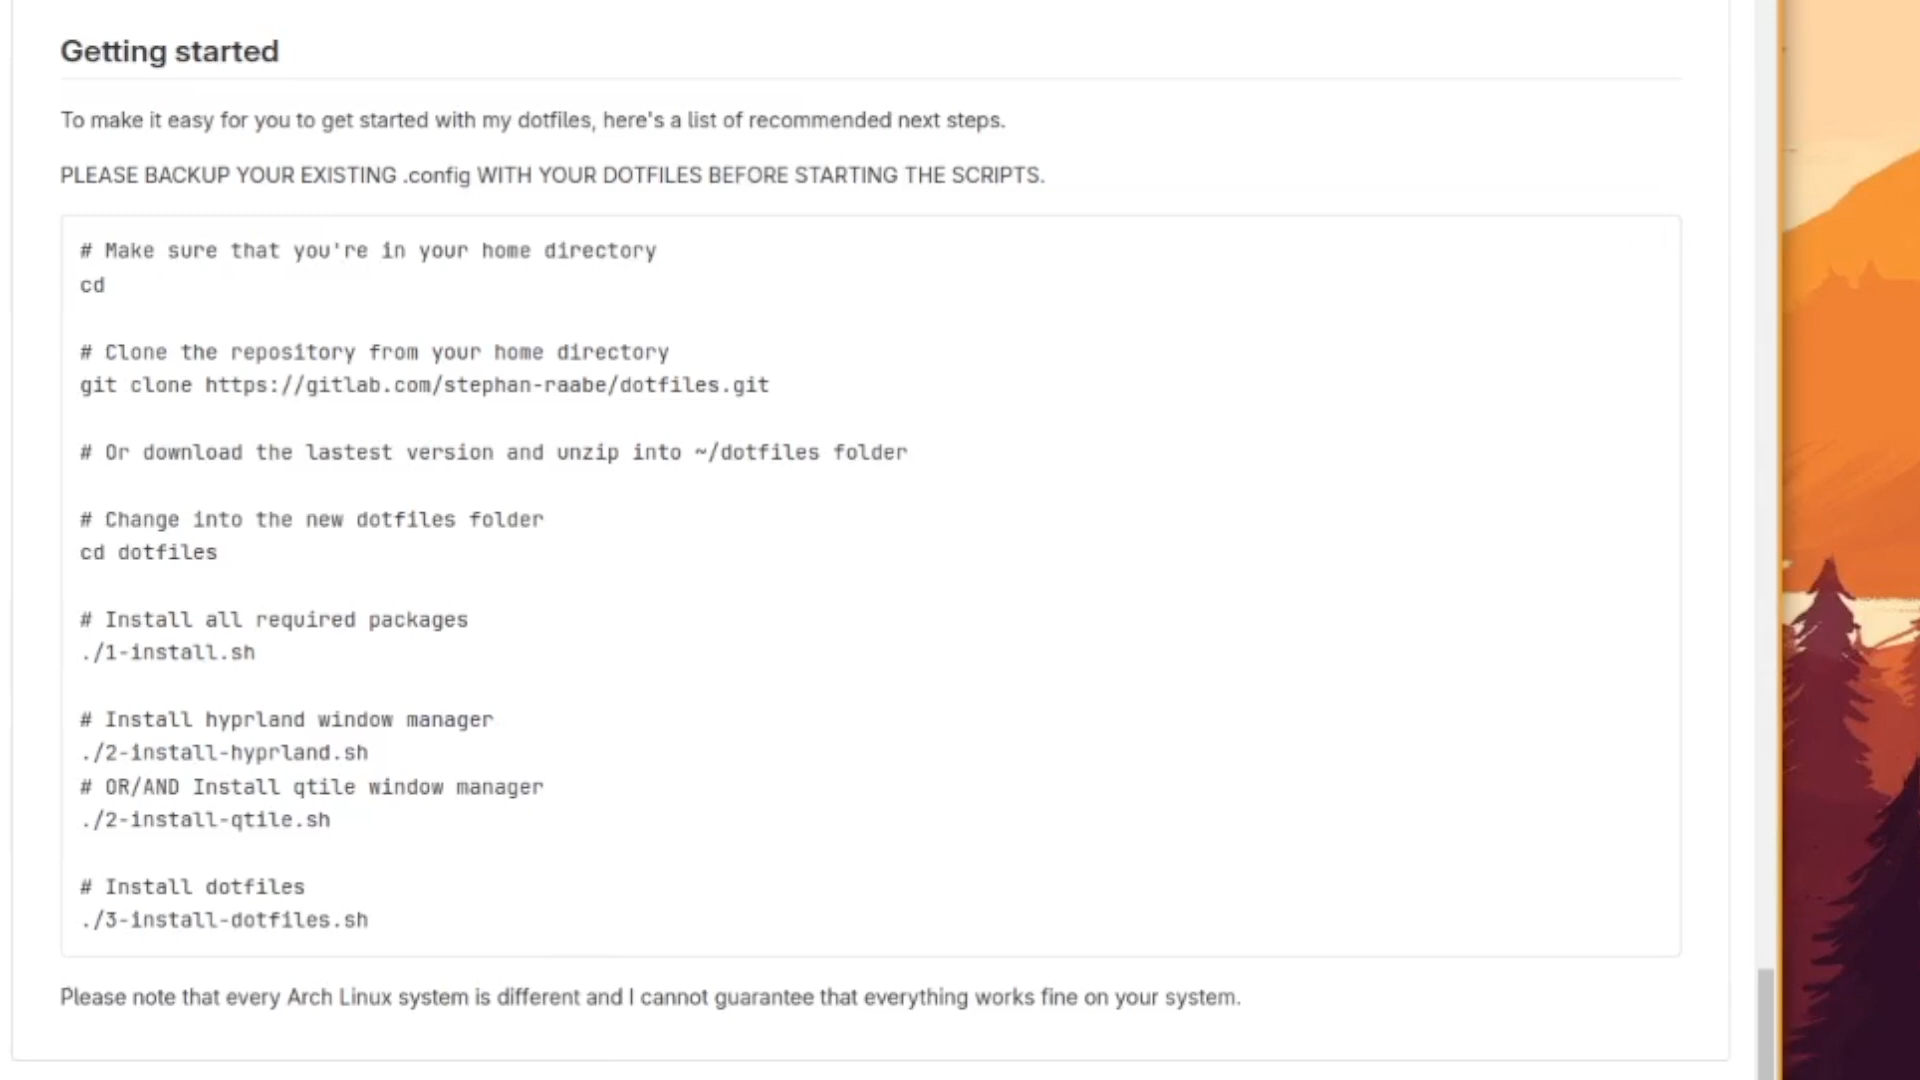 Getting started
To make it easy for you to get started with my dotfiles, here's a list of recommended next steps.
PLEASE BACKUP YOUR EXISTING .config WITH YOUR DOTFILES BEFORE STARTING THE SCRIPTS.
# Make sure that you're in your home directory
cd
# Clone the repository from your home directory
git clone https://gitlab.com/stephan-raabe/dotfiles.git
# Or download the lastest version and unzip into ~/dotfiles folder
# Change into the new dotfiles folder
cd dotfiles
# Install all required packages
./1-install.sh
# Install hyprland window manager
./2-install-hyprland.sh
# OR/AND Install qtile window manager
./2-install-qtile.sh
# Install dotfiles
./3-install-dotfiles.sh
Please note that every Arch Linux system is different and I cannot guarantee that everything works fine on your system.